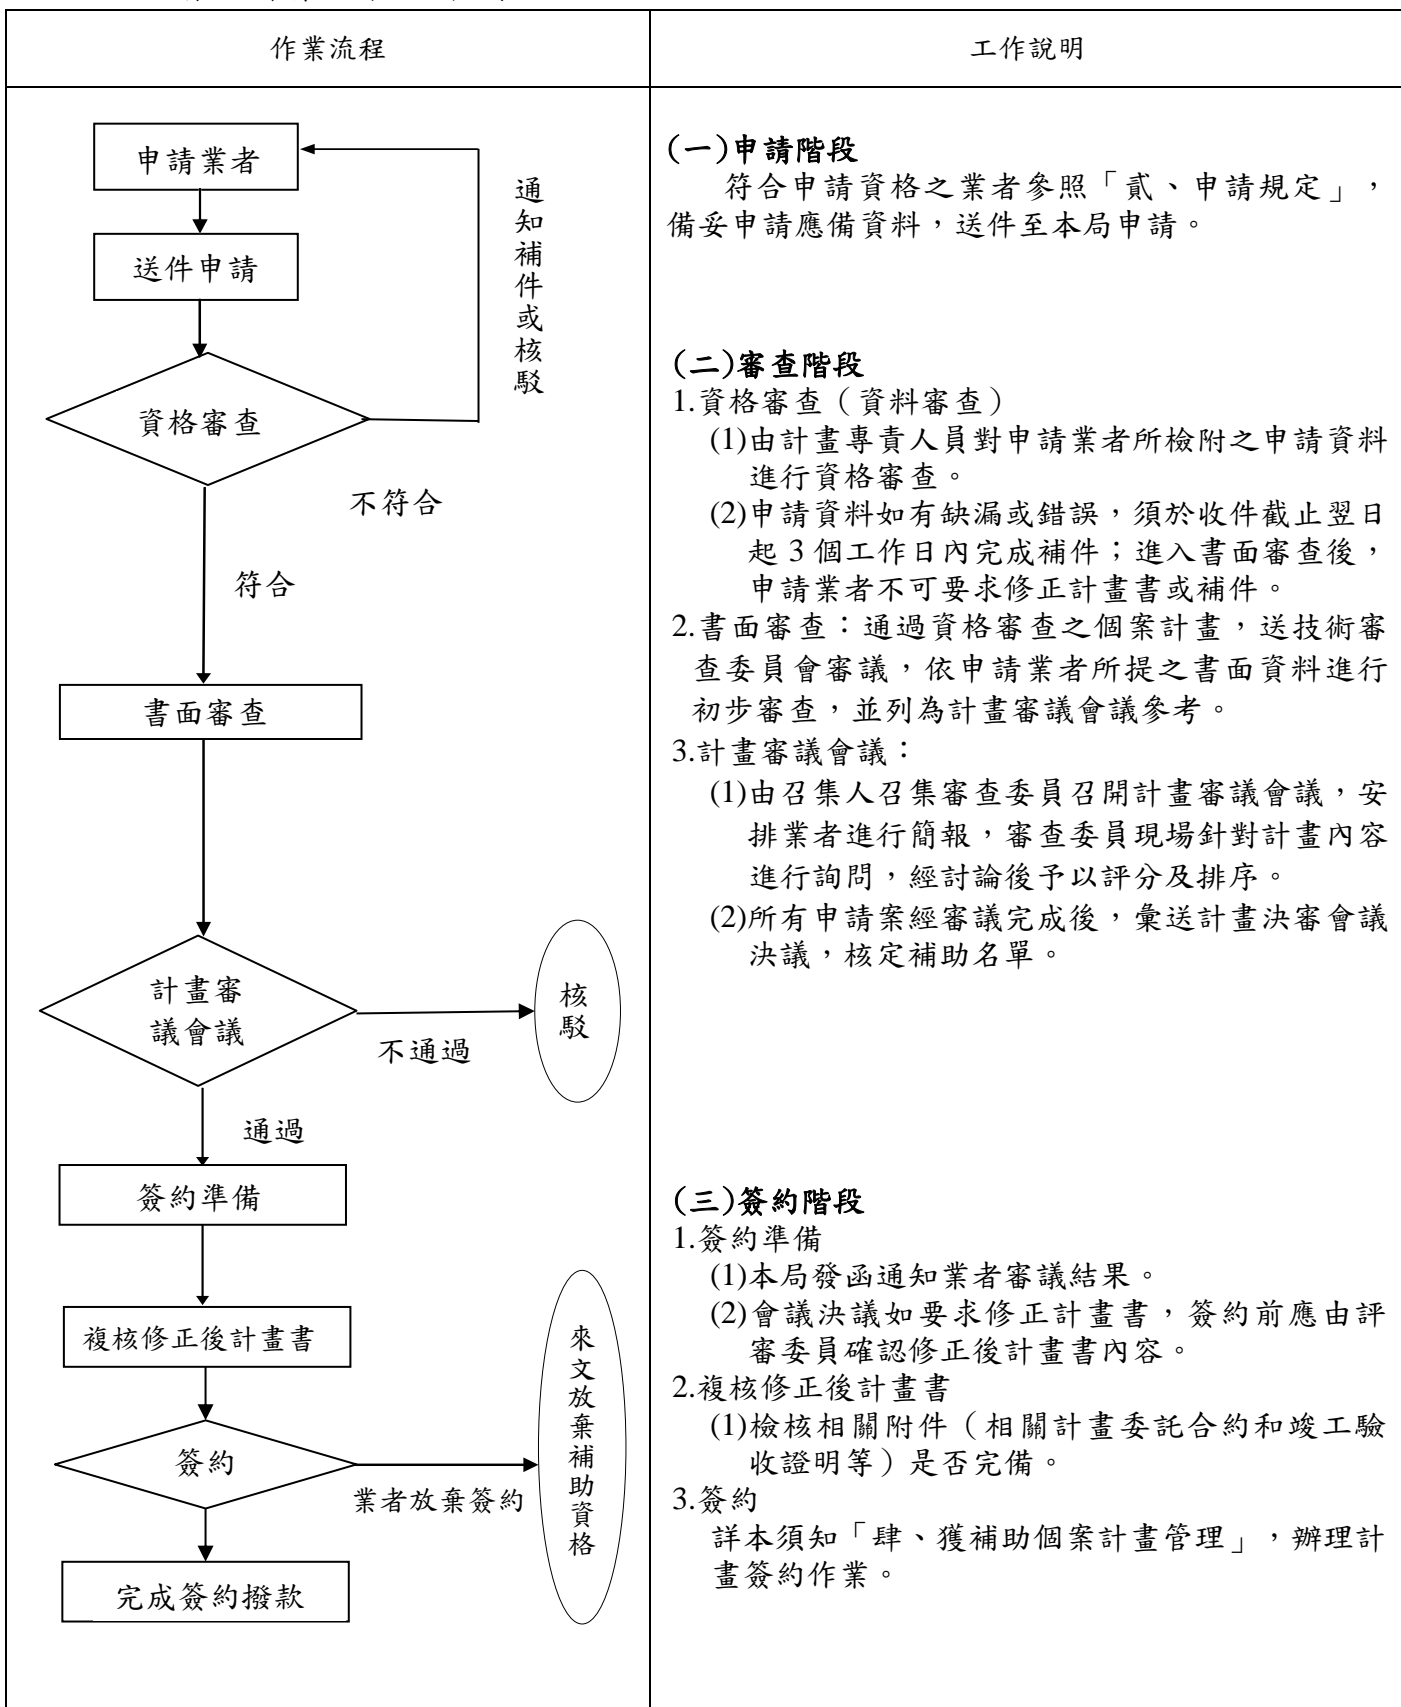 作業流程
工作說明
申請業者
送件申請
通知補件或核駁
資格審查
不符合
符合
書面審查
計畫審
議會議
不通過
核駁
通過
簽約準備
複核修正後計畫書
簽約
業者放棄簽約
來文放棄補助資格
完成簽約撥款
(一)申請階段
符合申請資格之業者參照「貳、申請規定」，
備妥申請應備資料，送件至本局申請。
(二)審查階段
1.資格審查（資料審查）
(1)由計畫專責人員對申請業者所檢附之申請資料
進行資格審查。
(2)申請資料如有缺漏或錯誤，須於收件截止翌日
起 3 個工作日內完成補件；進入書面審查後，
申請業者不可要求修正計畫書或補件。
2.書面審查：通過資格審查之個案計畫，送技術審
查委員會審議，依申請業者所提之書面資料進行
初步審查，並列為計畫審議會議參考。
3.計畫審議會議：
(1)由召集人召集審查委員召開計畫審議會議，安
排業者進行簡報，審查委員現場針對計畫內容
進行詢問，經討論後予以評分及排序。
(2)所有申請案經審議完成後，彙送計畫決審會議
決議，核定補助名單。
(三)簽約階段
1.簽約準備
(1)本局發函通知業者審議結果。
(2)會議決議如要求修正計畫書，簽約前應由評
審委員確認修正後計畫書內容。
2.複核修正後計畫書
(1)檢核相關附件（相關計畫委託合約和竣工驗
收證明等）是否完備。
3.簽約
詳本須知「肆、獲補助個案計畫管理」，辦理計
畫簽約作業。